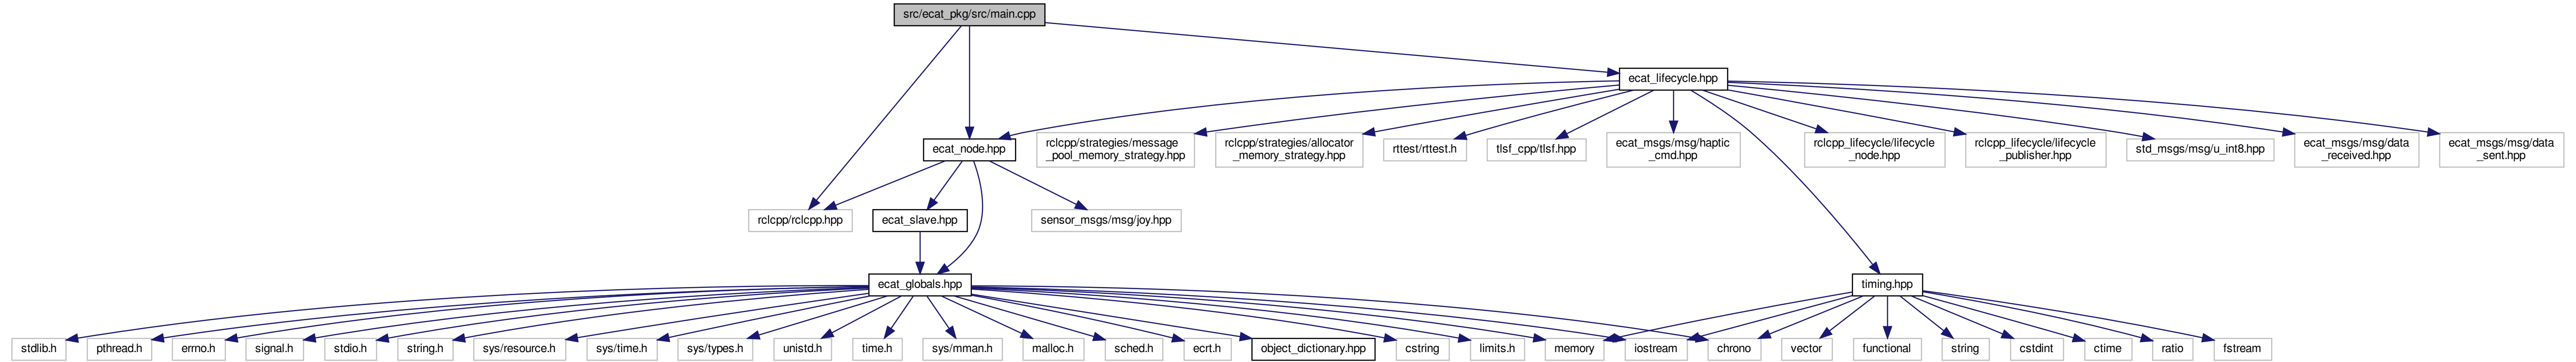 src/ecat_pkg/src/main.cpp
ecat_lifecycle.hpp
ecat_node.hpp
rclcpp/strategies/message
_pool_memory_strategy.hpp
rclcpp/strategies/allocator
_memory_strategy.hpp
rttest/rttest.h
tlsf_cpp/tlsf.hpp
ecat_msgs/msg/haptic
_cmd.hpp
rclcpp_lifecycle/lifecycle
_node.hpp
rclcpp_lifecycle/lifecycle
_publisher.hpp
std_msgs/msg/u_int8.hpp
ecat_msgs/msg/data
_received.hpp
ecat_msgs/msg/data
_sent.hpp
rclcpp/rclcpp.hpp
ecat_slave.hpp
sensor_msgs/msg/joy.hpp
ecat_globals.hpp
timing.hpp
stdlib.h
pthread.h
errno.h
signal.h
stdio.h
string.h
sys/resource.h
sys/time.h
sys/types.h
unistd.h
time.h
sys/mman.h
malloc.h
sched.h
ecrt.h
object_dictionary.hpp
cstring
limits.h
memory
iostream
chrono
vector
functional
string
cstdint
ctime
ratio
fstream